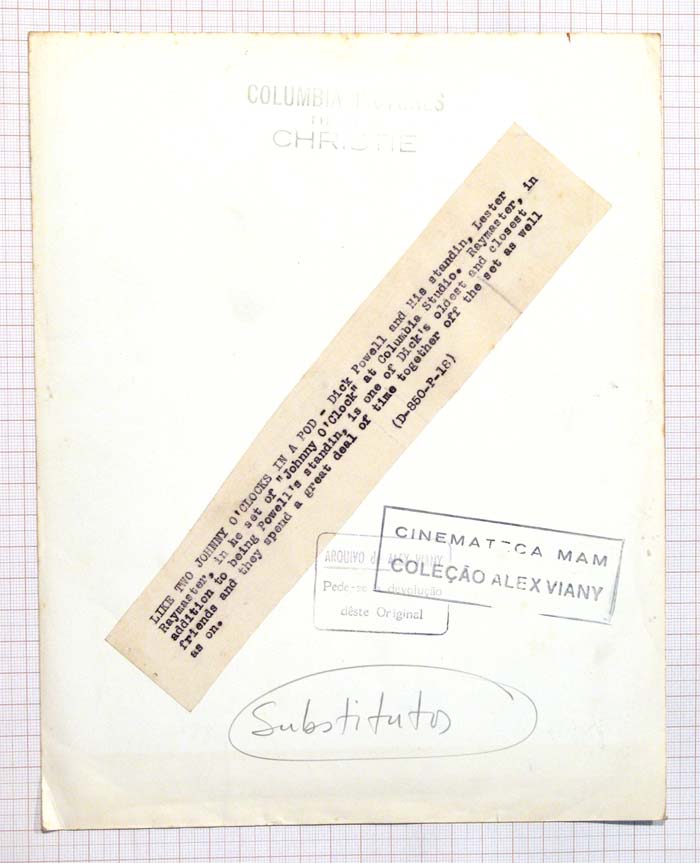 COLUMBIA PICTURES
CHRISTIE
LIKE TWO JOHNNY O'CLOCKS IN A POD - Dick Powell and His standin, Lester
Raymaster, in he set of "Johnny O'Clock" at Columbia Studio. Raymaster, in
addition to being Powell's standin, is one of Dick's oldest and closest
friends and they spend a great deal of time together off the set as well
as on.
(D-850-P-18)
CINEMATECA MAM
COLEÇÃO ALEX VIANY
ARQUIVO de ALEX VIANY
Pede-se a devolução
dêste Original
Substitutos